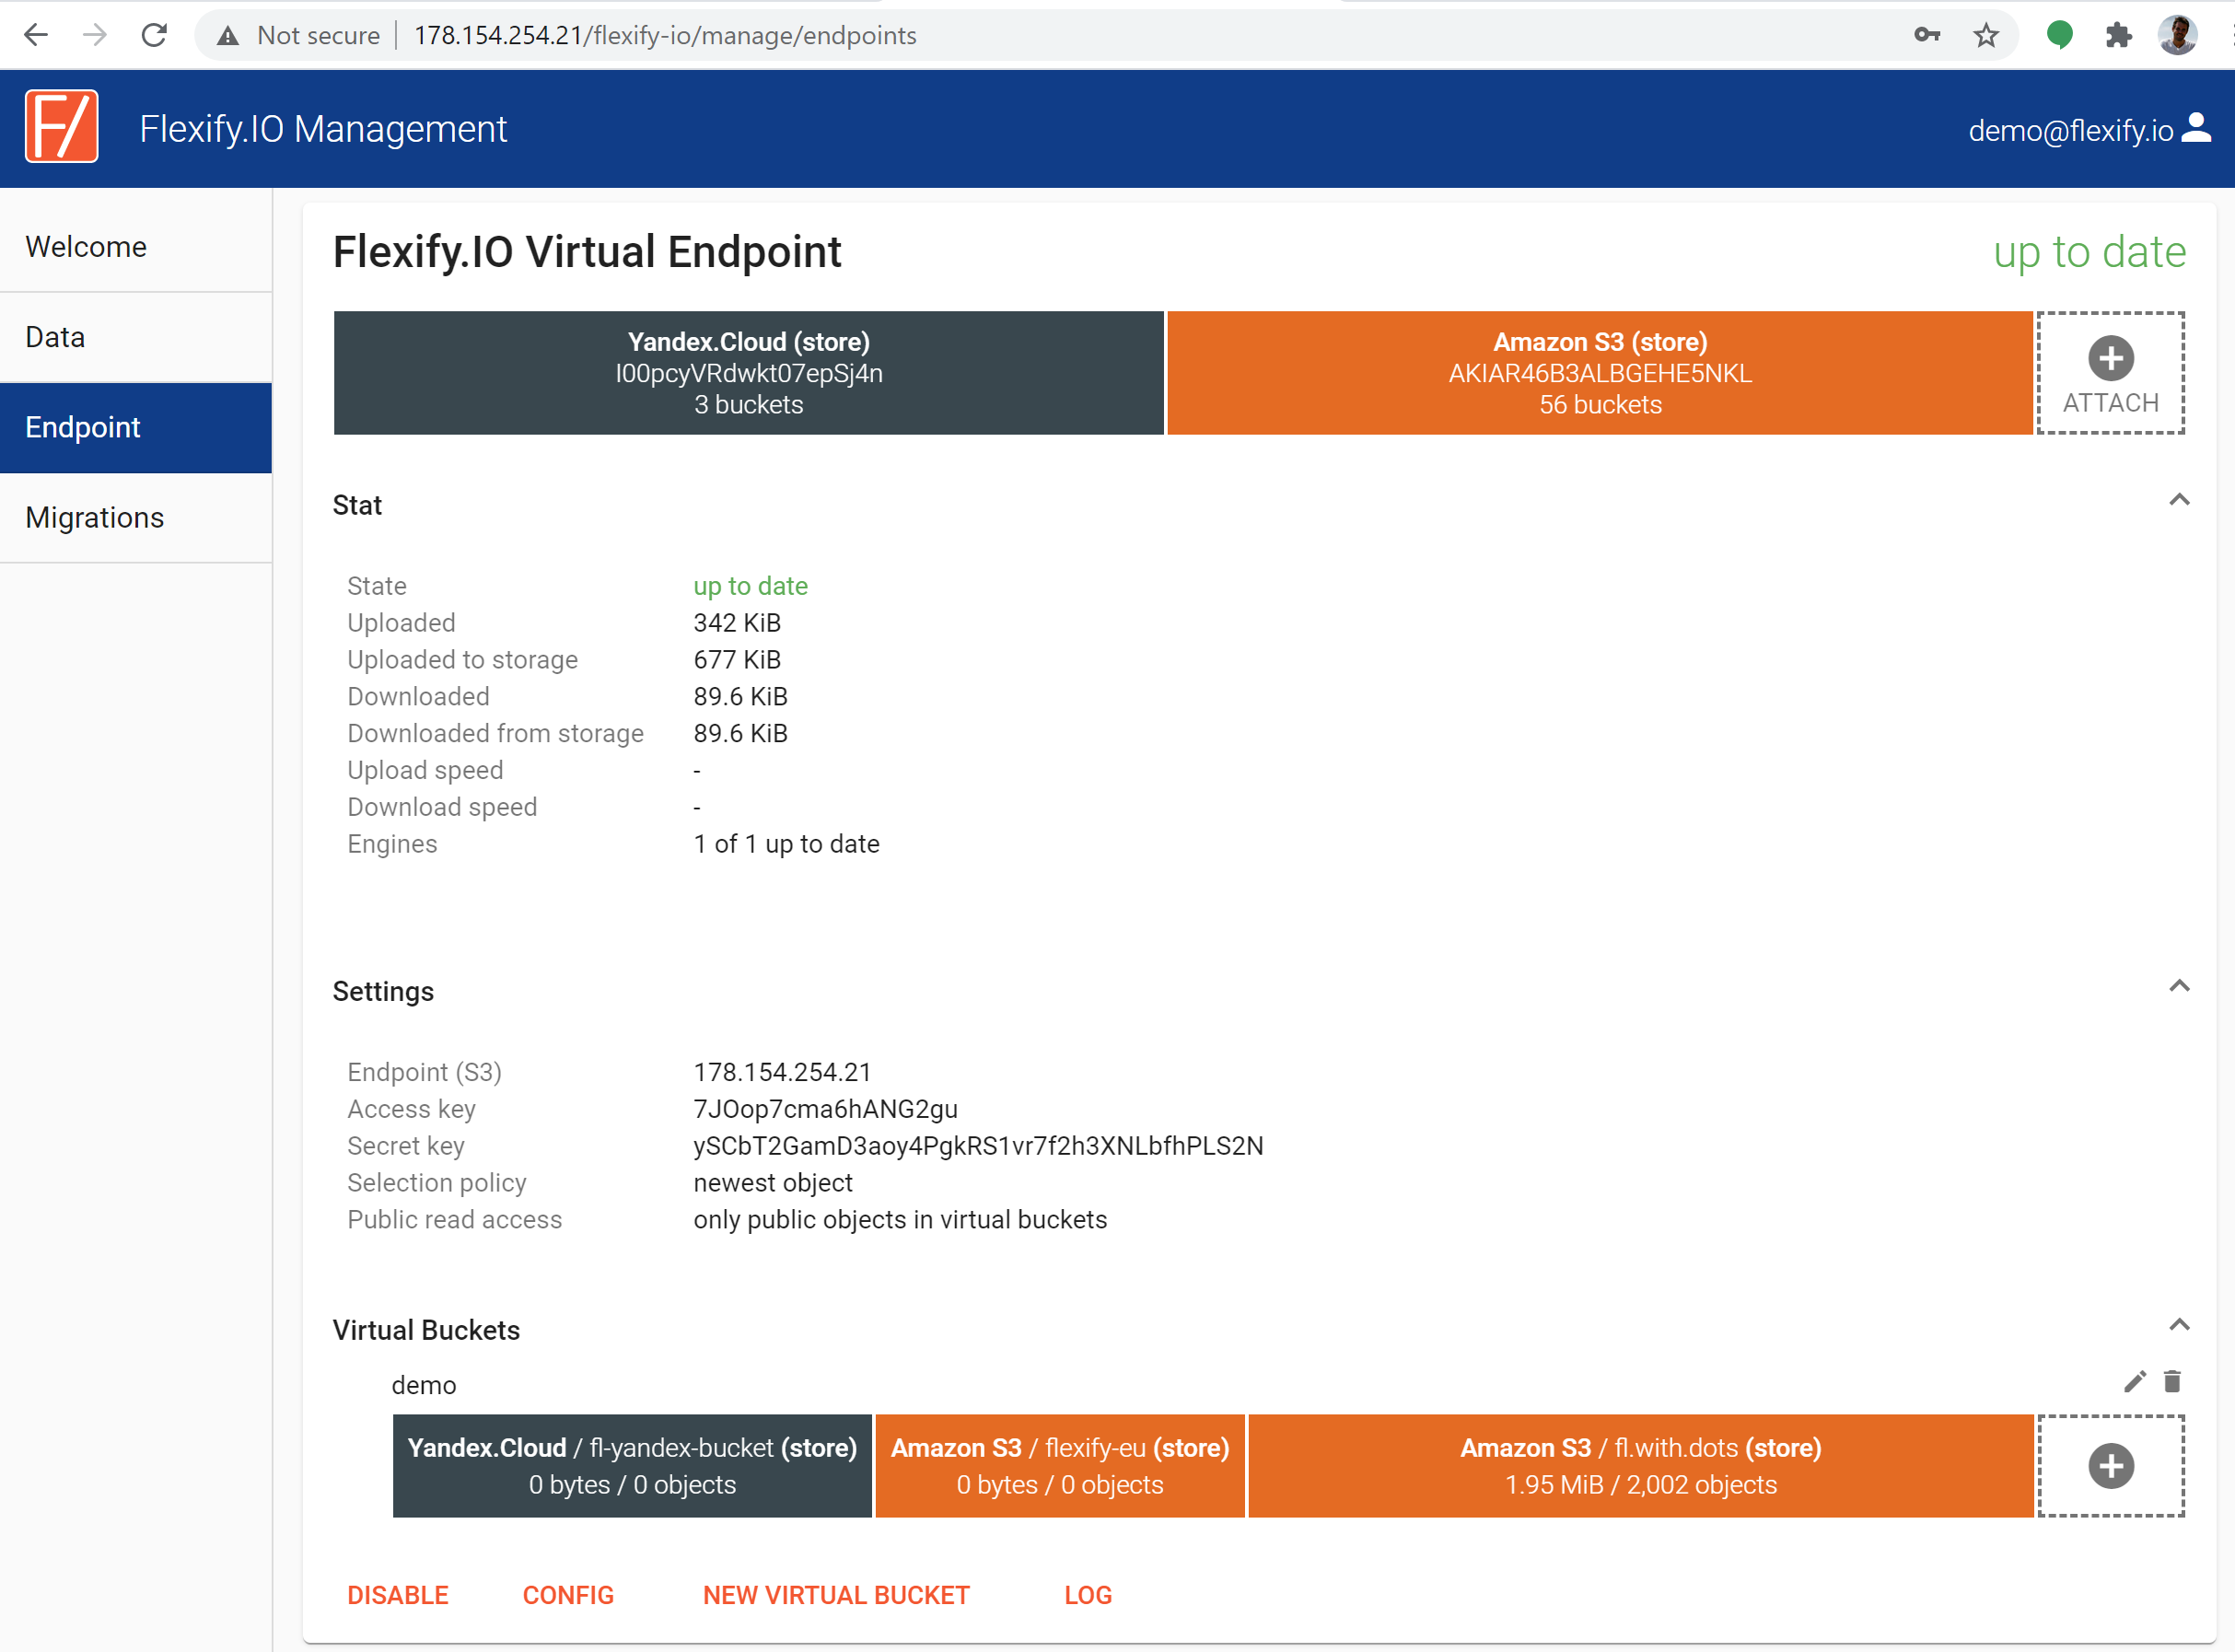 Not secure | 178.154.254.21/flexify-io/manage/endpoints
F/ Flexify.IO Management demo@flexify.io
Welcome
Data
Endpoint
Migrations
Flexify.IO Virtual Endpoint up to date
Yandex.Cloud (store)
I00pcyVRdwkt07epSj4n
3 buckets
Amazon S3 (store)
AKIAR46B3ALBGEHE5NKL
56 buckets
ATTACH
Stat
State up to date
Uploaded 342 KiB
Uploaded to storage 677 KiB
Downloaded 89.6 KiB
Downloaded from storage 89.6 KiB
Upload speed -
Download speed -
Engines 1 of 1 up to date
Settings
Endpoint (S3) 178.154.254.21
Access key 7JOop7cma6hANG2gu
Secret key ySCbT2GamD3aoy4PgkRS1vr7f2h3XNLbfhPLS2N
Selection policy newest object
Public read access only public objects in virtual buckets
Virtual Buckets
demo
Yandex.Cloud / fl-yandex-bucket (store)
0 bytes / 0 objects
Amazon S3 / flexify-eu (store)
0 bytes / 0 objects
Amazon S3 / fl.with.dots (store)
1.95 MiB / 2,002 objects
DISABLE CONFIG NEW VIRTUAL BUCKET LOG